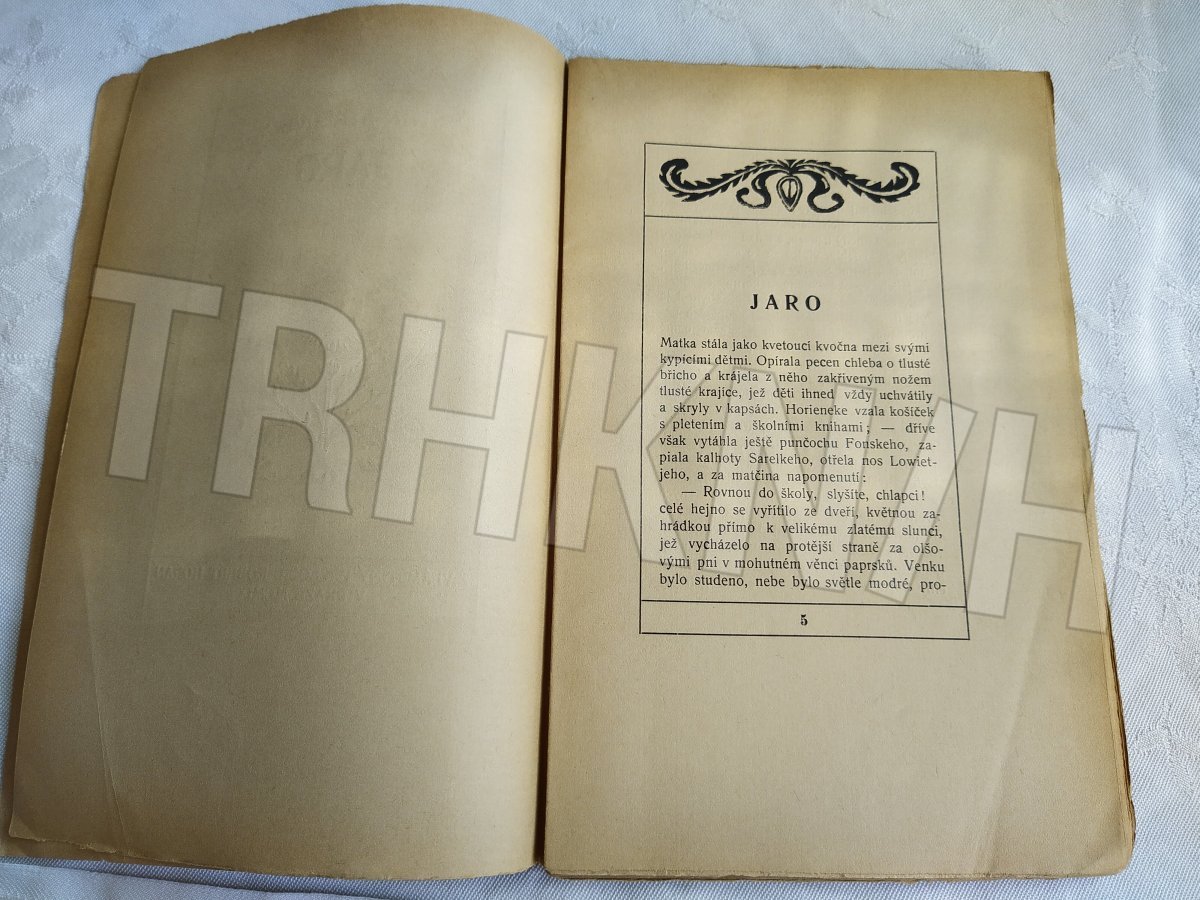 JARO
Matka stála jako kvetoucí kvočna mezi svými
kypícími dětmi. Opírala pecen chleba o tlusté
břicho a krájela z něho zakřiveným nožem
tlusté krajíce, jež děti ihned vždy uchvátily
a skryly v kapsách. Horieneke vzala košíček
s pletením a školními knihami; — dříve
však vytáhla ještě punčochu Fonskeho, za-
piala kalhoty Sarelkeho, otřela nos Lowiet-
jeho, a za matčina napomenutí:
— Rovnou do školy, slyšíte, chlapci!
celé hejno se vyřítilo ze dveří, květnou za-
hrádkou přímo k velikému zlatému slunci,
jež vycházelo na protější straně za olšo-
vými pni v mohutném věnci paprsků. Venku
bylo studeno, nebe bylo světle modré, pro-
5
TRHKNIH